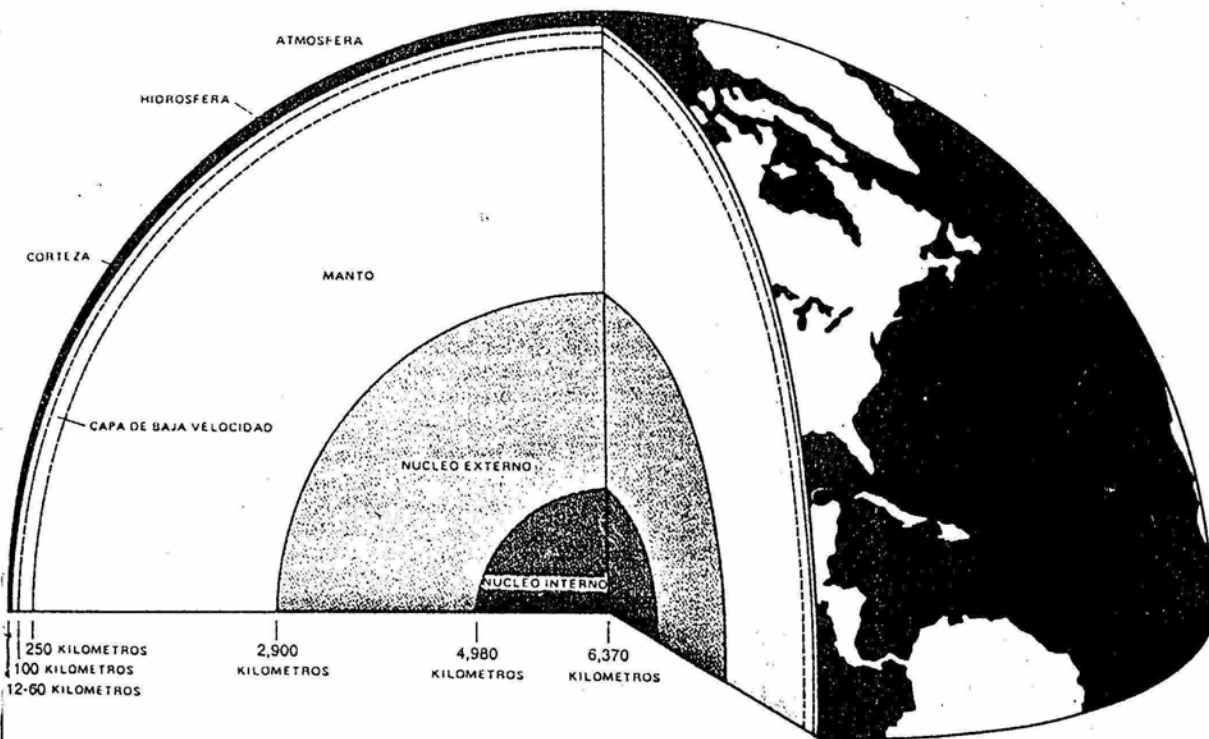 ATMOSFERA
HIDROSFERA
CORTEZA
MANTO
CAPA DE BAJA VELOCIDAD
NUCLEO EXTERNO
NUCLEO INTERNO
250 KILOMETROS
100 KILOMETROS
12-60 KILOMETROS
2,900
KILOMETROS
4,980
KILOMETROS
6,370
KILOMETROS